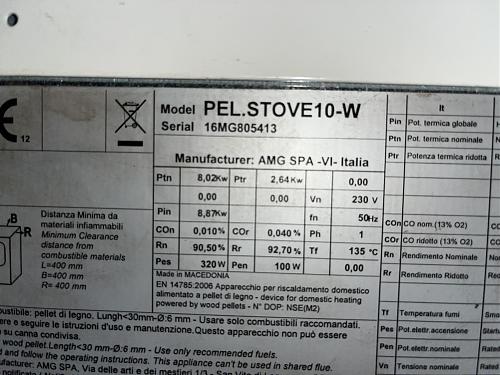 12
Model PEL.STOVE10-W
Serial 16MG805413
Manufacturer: AMG SPA -VI- Italia
Ptn 8,02Kw 2,64Kw 0,00
0,00 0,00 Vn 230 V
Pin 8,87Kw fn 50Hz
COn 0,010% COr 0,040% Ph 1
Rn 90,50% Rr 92,70% Tf 135 °C
Pes 320W Pen 100W 0,00
Made in MACEDONIA
EN 14785:2006 Apparecchio per riscaldamento domestico
alimentato a pellet di legno - device for domestic heating
powered by wood pellets - N° DOP: NSE(M2)
B
R
Distanza Minima da
materiali infiammabili
Minimum Clearance
distance from
combustible materials
L=400 mm
B=400 mm
R= 400 mm
It
Pin Pot. termica globale
Ptn Pot. termica nominale
Ptr Potenza termica ridotta
COn CO nom.(13% O2)
COr CO ridotto (13% O2)
Rn Rendimento Nominale
Rr Rendimento Ridotto
Tf Temperatura fumi
Pes Pot.elettr.accensione
Pen Pot.elettr. nominale
Vn Tensione nominale
mbustibile: pellet di legno. Lungh<30mm-Ø:6 mm - Usare solo combustibili raccomandati.
e e seguire le istruzioni d'uso e manutenzione.Questo apparecchio non può essere
su canna condivisa.
wood pellet.Length<30 mm-Ø:6 mm - Use only recommended fuels.
d and follow the operating instructions. This appliance can't be used in shared flue.
AMG SPA, Via delle arti e dei mestieri 1/3